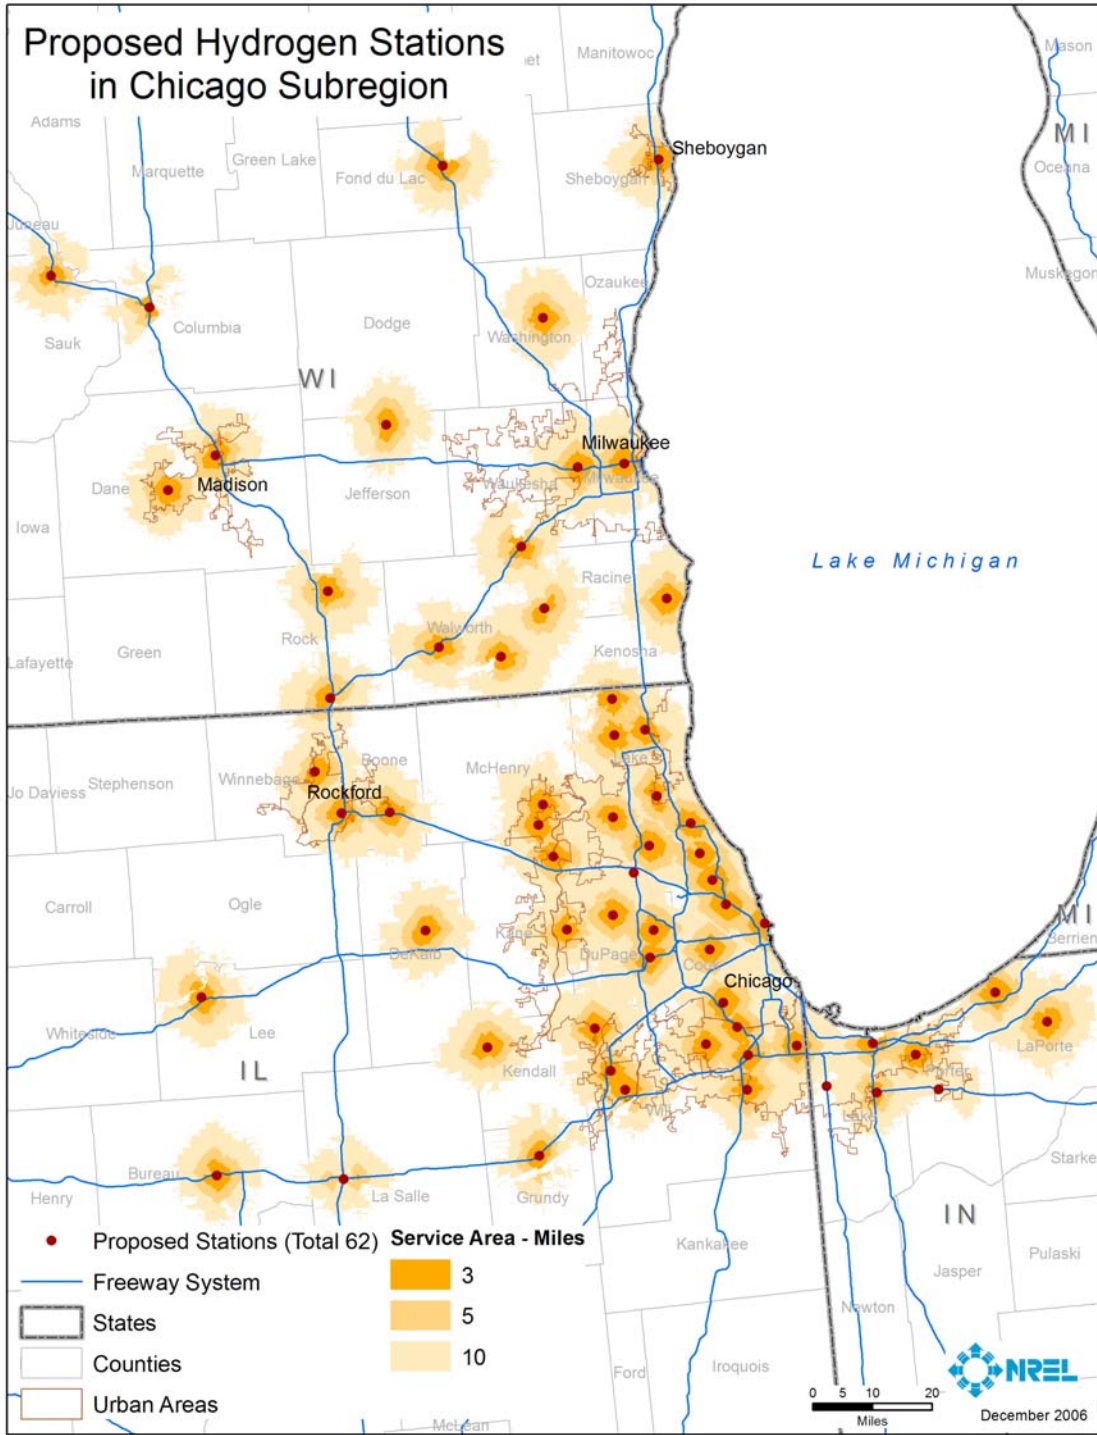 Proposed Hydrogen Stations
in Chicago Subregion
et
Manitowoc
Mason
Adams
MI
Sheboygan
Green Lake
Marquette
Fond du Lac
Sheboygan
Oceana
Juneau
Muskegon
Ozaukee
Columbia
Dodge
Washington
Sauk
WI
Milwaukee
Waukesha
Milwaukee
Madison
Dane
Jefferson
Iowa
Lake Michigan
Racine
Walworth
Rock
Green
Kenosha
Lafayette
Boone
McHenry
Lake
Winnebago
Stephenson
Jo Daviess
Rockford
Carroll
Ogle
MI
Kane
Berrien
DeKalb
DuPage
Cook
Chicago
Whiteside
Lee
LaPorte
IL
Kendall
Porter
Will
Lake
Starke
Bureau
Henry
La Salle
Grundy
IN
Kankakee
Pulaski
Jasper
Newton
Ford
Iroquois
McLean
Proposed Stations (Total 62)
Freeway System
States
Counties
Urban Areas
Service Area - Miles
3
5
10
NREL
0 5 10 20
Miles
December 2006